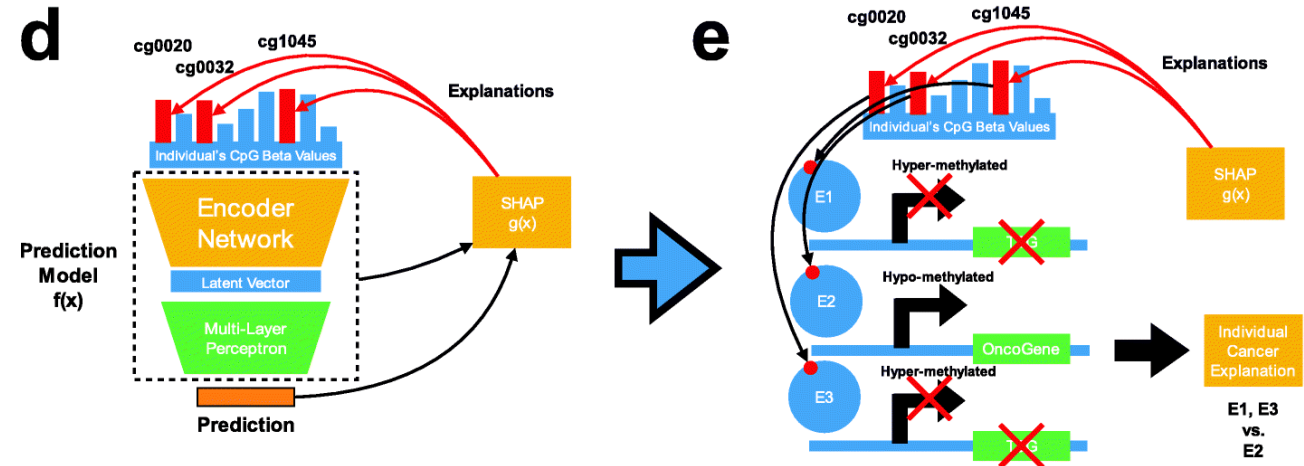 d
cg0020
cg0032
cg1045
Explanations
Individual's CpG Beta Values
Encoder
Network
Latent Vector
Multi-Layer
Perceptron
Prediction
Model
f(x)
Prediction
SHAP
g(x)
e
cg0020
cg0032
cg1045
Explanations
Individual's CpG Beta Values
SHAP
g(x)
E1
Hyper-methylated
E2
Hypo-methylated
OncoGene
E3
Hyper-methylated
Individual
Cancer
Explanation
E1, E3
vs.
E2